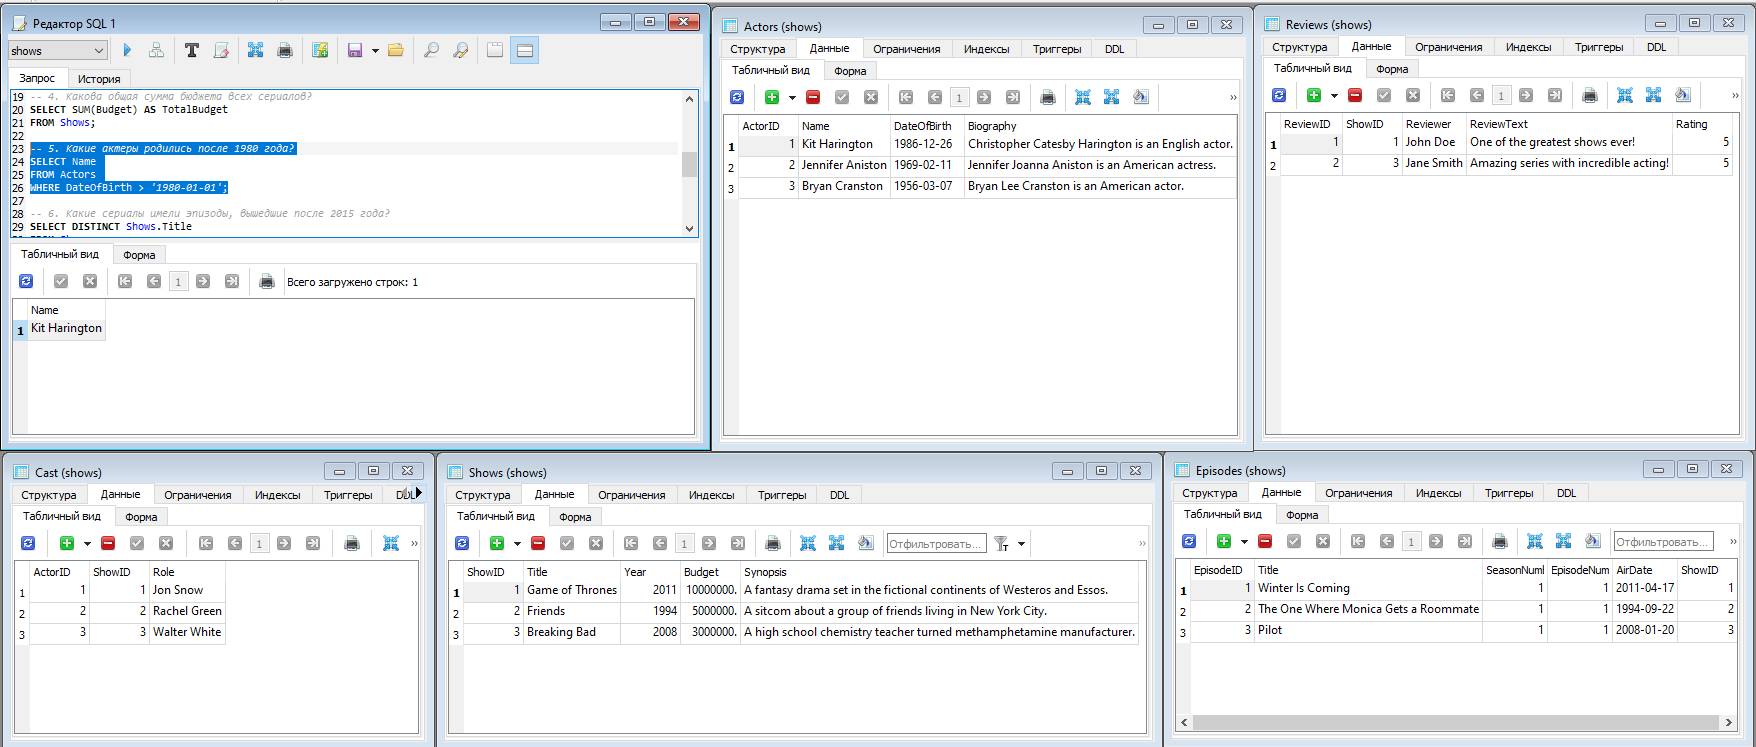 Редактор SQL 1
shows
Запрос История
19 -- 4. Какова общая сумма бюджета всех сериалов?
20 SELECT SUM(Budget) AS TotalBudget
21 FROM Shows;
22
23 -- 5. Какие актеры родились после 1980 года?
24 SELECT Name
25 FROM Actors
26 WHERE DateOfBirth > '1980-01-01';
27
28 -- 6. Какие сериалы имели эпизоды, вышедшие после 2015 года?
29 SELECT DISTINCT Shows.Title
Табличный вид Форма
1 Всего загружено строк: 1
Name
1 Kit Harington
Actors (shows)
Структура Данные Ограничения Индексы Триггеры DDL
Табличный вид Форма
1 »
ActorID Name DateOfBirth Biography
1 1 Kit Harington 1986-12-26 Christopher Catesby Harington is an English actor.
2 2 Jennifer Aniston 1969-02-11 Jennifer Joanna Aniston is an American actress.
3 3 Bryan Cranston 1956-03-07 Bryan Lee Cranston is an American actor.
Reviews (shows)
Структура Данные Ограничения Индексы Триггеры DDL
Табличный вид Форма
1 »
ReviewID ShowID Reviewer ReviewText Rating
1 1 1 John Doe One of the greatest shows ever! 5
2 2 3 Jane Smith Amazing series with incredible acting! 5
Cast (shows)
Структура Данные Ограничения Индексы Триггеры
Табличный вид Форма
1 »
ActorID ShowID Role
1 1 1 Jon Snow
2 2 2 Rachel Green
3 3 3 Walter White
Shows (shows)
Структура Данные Ограничения Индексы Триггеры DDL
Табличный вид Форма
1 Отфильтровать... T »
ShowID Title Year Budget Synopsis
1 1 Game of Thrones 2011 10000000. A fantasy drama set in the fictional continents of Westeros and Essos.
2 2 Friends 1994 5000000. A sitcom about a group of friends living in New York City.
3 3 Breaking Bad 2008 3000000. A high school chemistry teacher turned methamphetamine manufacturer.
Episodes (shows)
Структура Данные Ограничения Индексы Триггеры DDL
Табличный вид Форма
1 Отфильтровать... »
EpisodeID Title SeasonNuml EpisodeNum AirDate ShowID
1 1 Winter Is Coming 1 1 2011-04-17 1
2 2 The One Where Monica Gets a Roommate 1 1 1994-09-22 2
3 3 Pilot 1 1 2008-01-20 3